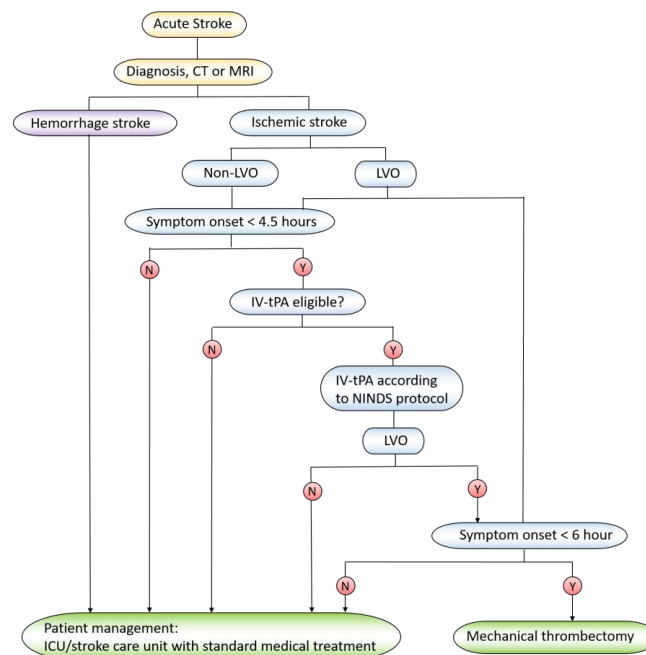 Acute Stroke
Diagnosis, CT or MRI
Hemorrhage stroke
Ischemic stroke
Non-LVO
LVO
Symptom onset < 4.5 hours
N
Y
IV-tPA eligible?
N
Y
IV-tPA according
to NINDS protocol
LVO
N
Y
Symptom onset < 6 hour
N
Y
Patient management:
ICU/stroke care unit with standard medical treatment
Mechanical thrombectomy